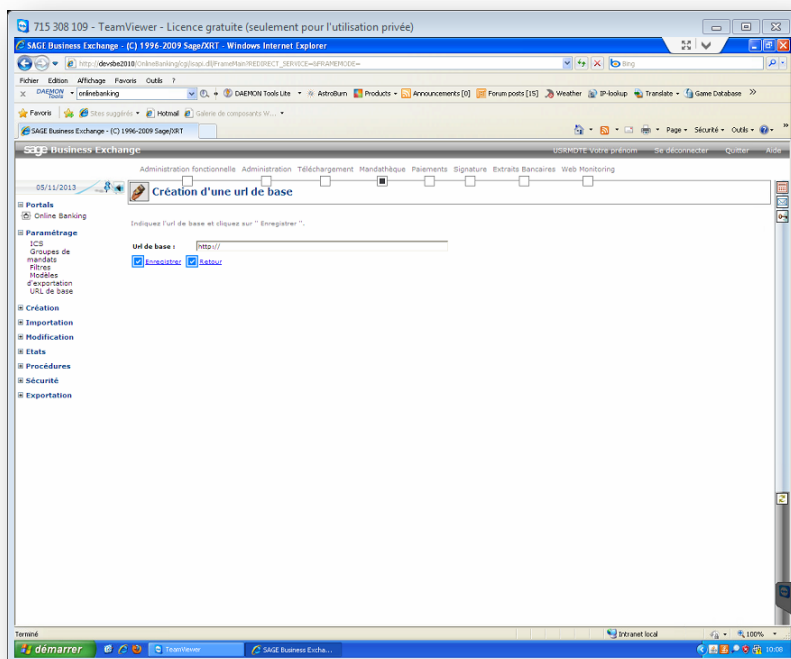 715 308 109 - TeamViewer - Licence gratuite (seulement pour l'utilisation privée)
SAGE Business Exchange - (C) 1996-2009 Sage/XRT - Windows Internet Explorer
http://devsbe2010/OnlineBanking/cgi/isapi.dll/FrameMan?REDIRECT_SERVICE=&FRAMEMODE=
Bing
Fichier Edition Affichage Favoris Outils ?
X DAEMON Tools onlinebanking DAEMON Tools Lite AstroBurn Products Announcements [0] Forum posts [15] Weather IP-lookup Translate Game Database
Favoris Sites suggérés Hotmail Galerie de composants W...
SAGE Business Exchange - (C) 1996-2009 Sage/XRT Page Sécurité Outils
sage Business Exchange USRMDTE Votre prénom Se déconnecter Quitter Aide
Administration fonctionnelle Administration Téléchargement Mandathèque Paiements Signature Extraits Bancaires Web Monitoring
05/11/2013
Création d'une url de base
Portals
Online Banking
Indiquez l'url de base et cliquez sur " Enregistrer ".
Paramétrage
ICS
Groupes de
mandats
Filtres
Modèles
d'exportation
URL de base
Url de base : http://
Enregistrer Retour
Création
Importation
Modification
Etats
Procédures
Sécurité
Exportation
Terminé Intranet local 100%
démarrer TeamViewer SAGE Business Excha... 10:08